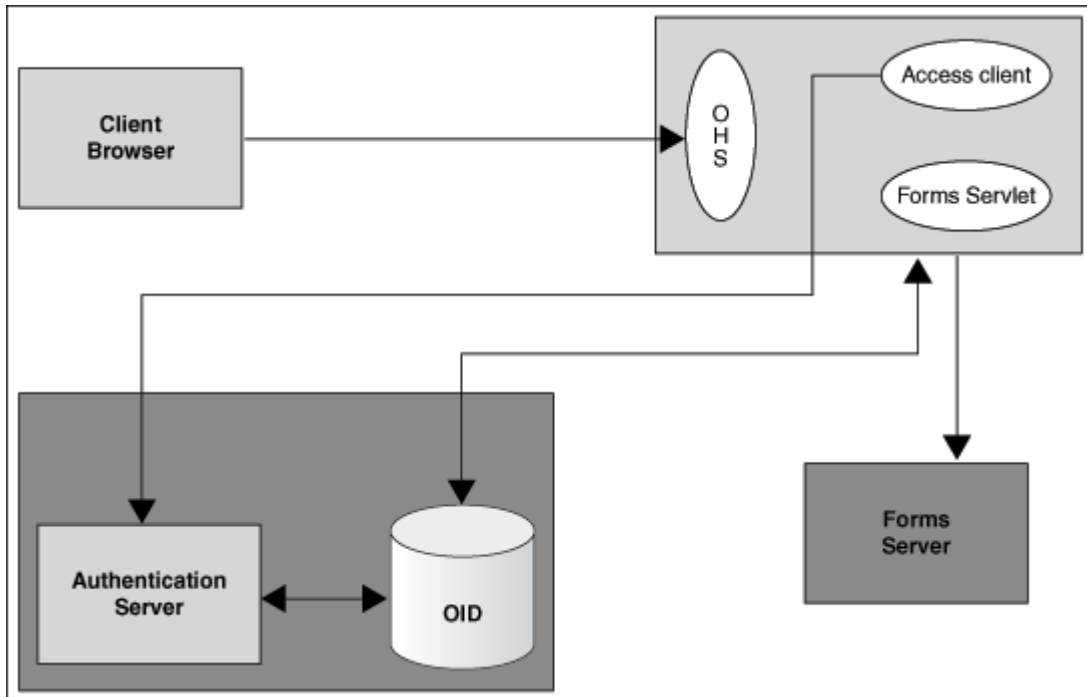 Client
Browser
O
H
S
Access client
Forms Servlet
Authentication
Server
OID
Forms
Server